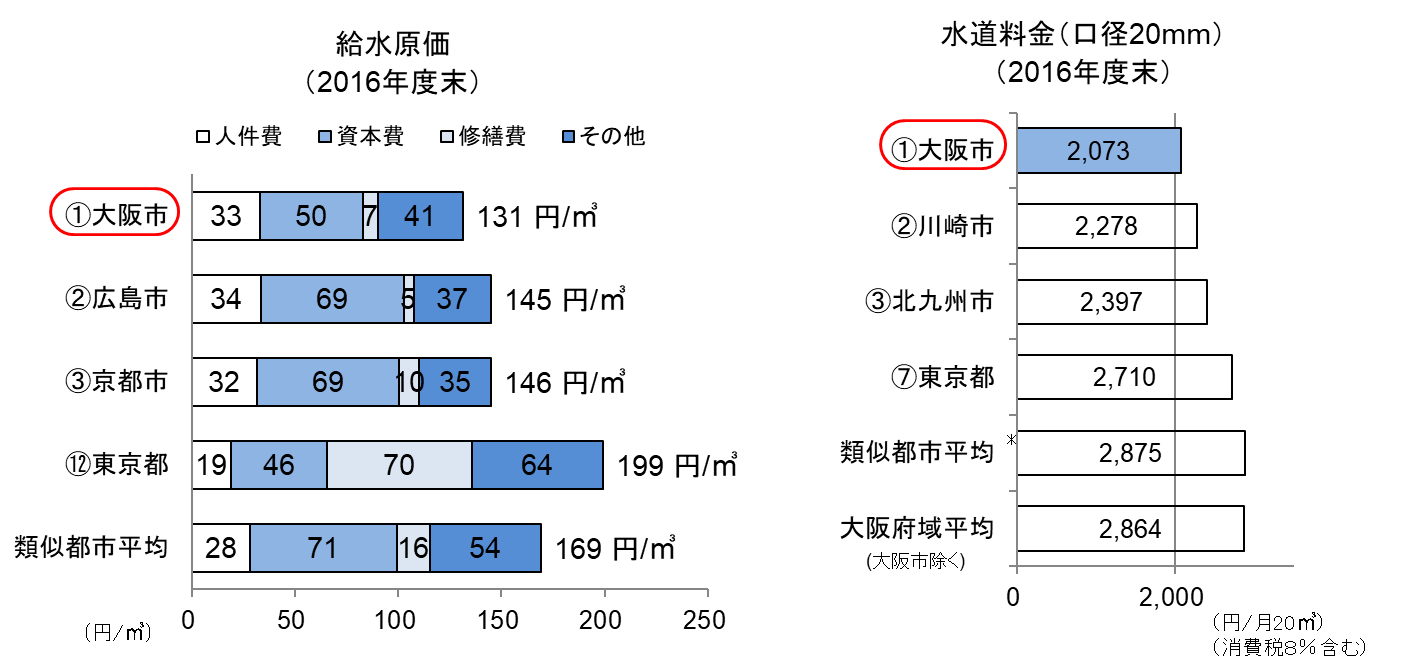 給水原価
（2016年度末）
人件費 資本費 修繕費 その他
①大阪市 33 50 7 41 131 円/㎥
②広島市 34 69 5 37 145 円/㎥
③京都市 32 69 10 35 146 円/㎥
⑫東京都 19 46 70 64 199 円/㎥
類似都市平均 28 71 16 54 169 円/㎥
0 50 100 150 200 250
（円/㎥）
水道料金（口径20mm）
（2016年度末）
①大阪市 2,073
②川崎市 2,278
③北九州市 2,397
⑦東京都 2,710
類似都市平均* 2,875
大阪府域平均 2,864
(大阪市除く)
0 2,000
（円/月20㎥）
（消費税8％含む）